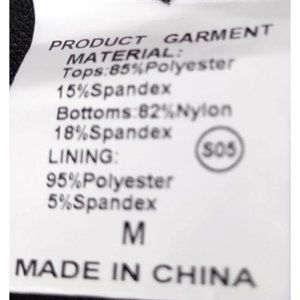 PRODUCT GARMENT
MATERIAL:
Tops:85%Polyester
15%Spandex
Bottoms:82%Nylon
18%Spandex
LINING: S05
95%Polyester
5%Spandex
M
MADE IN CHINA